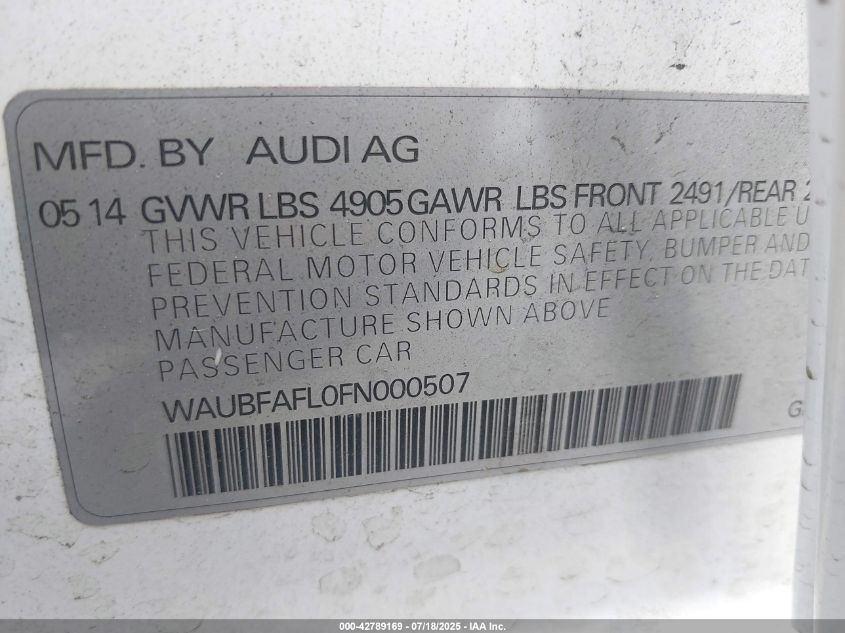 MFD. BY AUDI AG
05 14 GVWR LBS 4905 GAWR LBS FRONT 2491/REAR 2
THIS VEHICLE CONFORMS TO ALL APPLICABLE U
FEDERAL MOTOR VEHICLE SAFETY, BUMPER AND
PREVENTION STANDARDS IN EFFECT ON THE DAT
MANUFACTURE SHOWN ABOVE
PASSENGER CAR
WAUBFAFL0FN000507
G
000-42789169 - 07/18/2025 - IAA Inc.